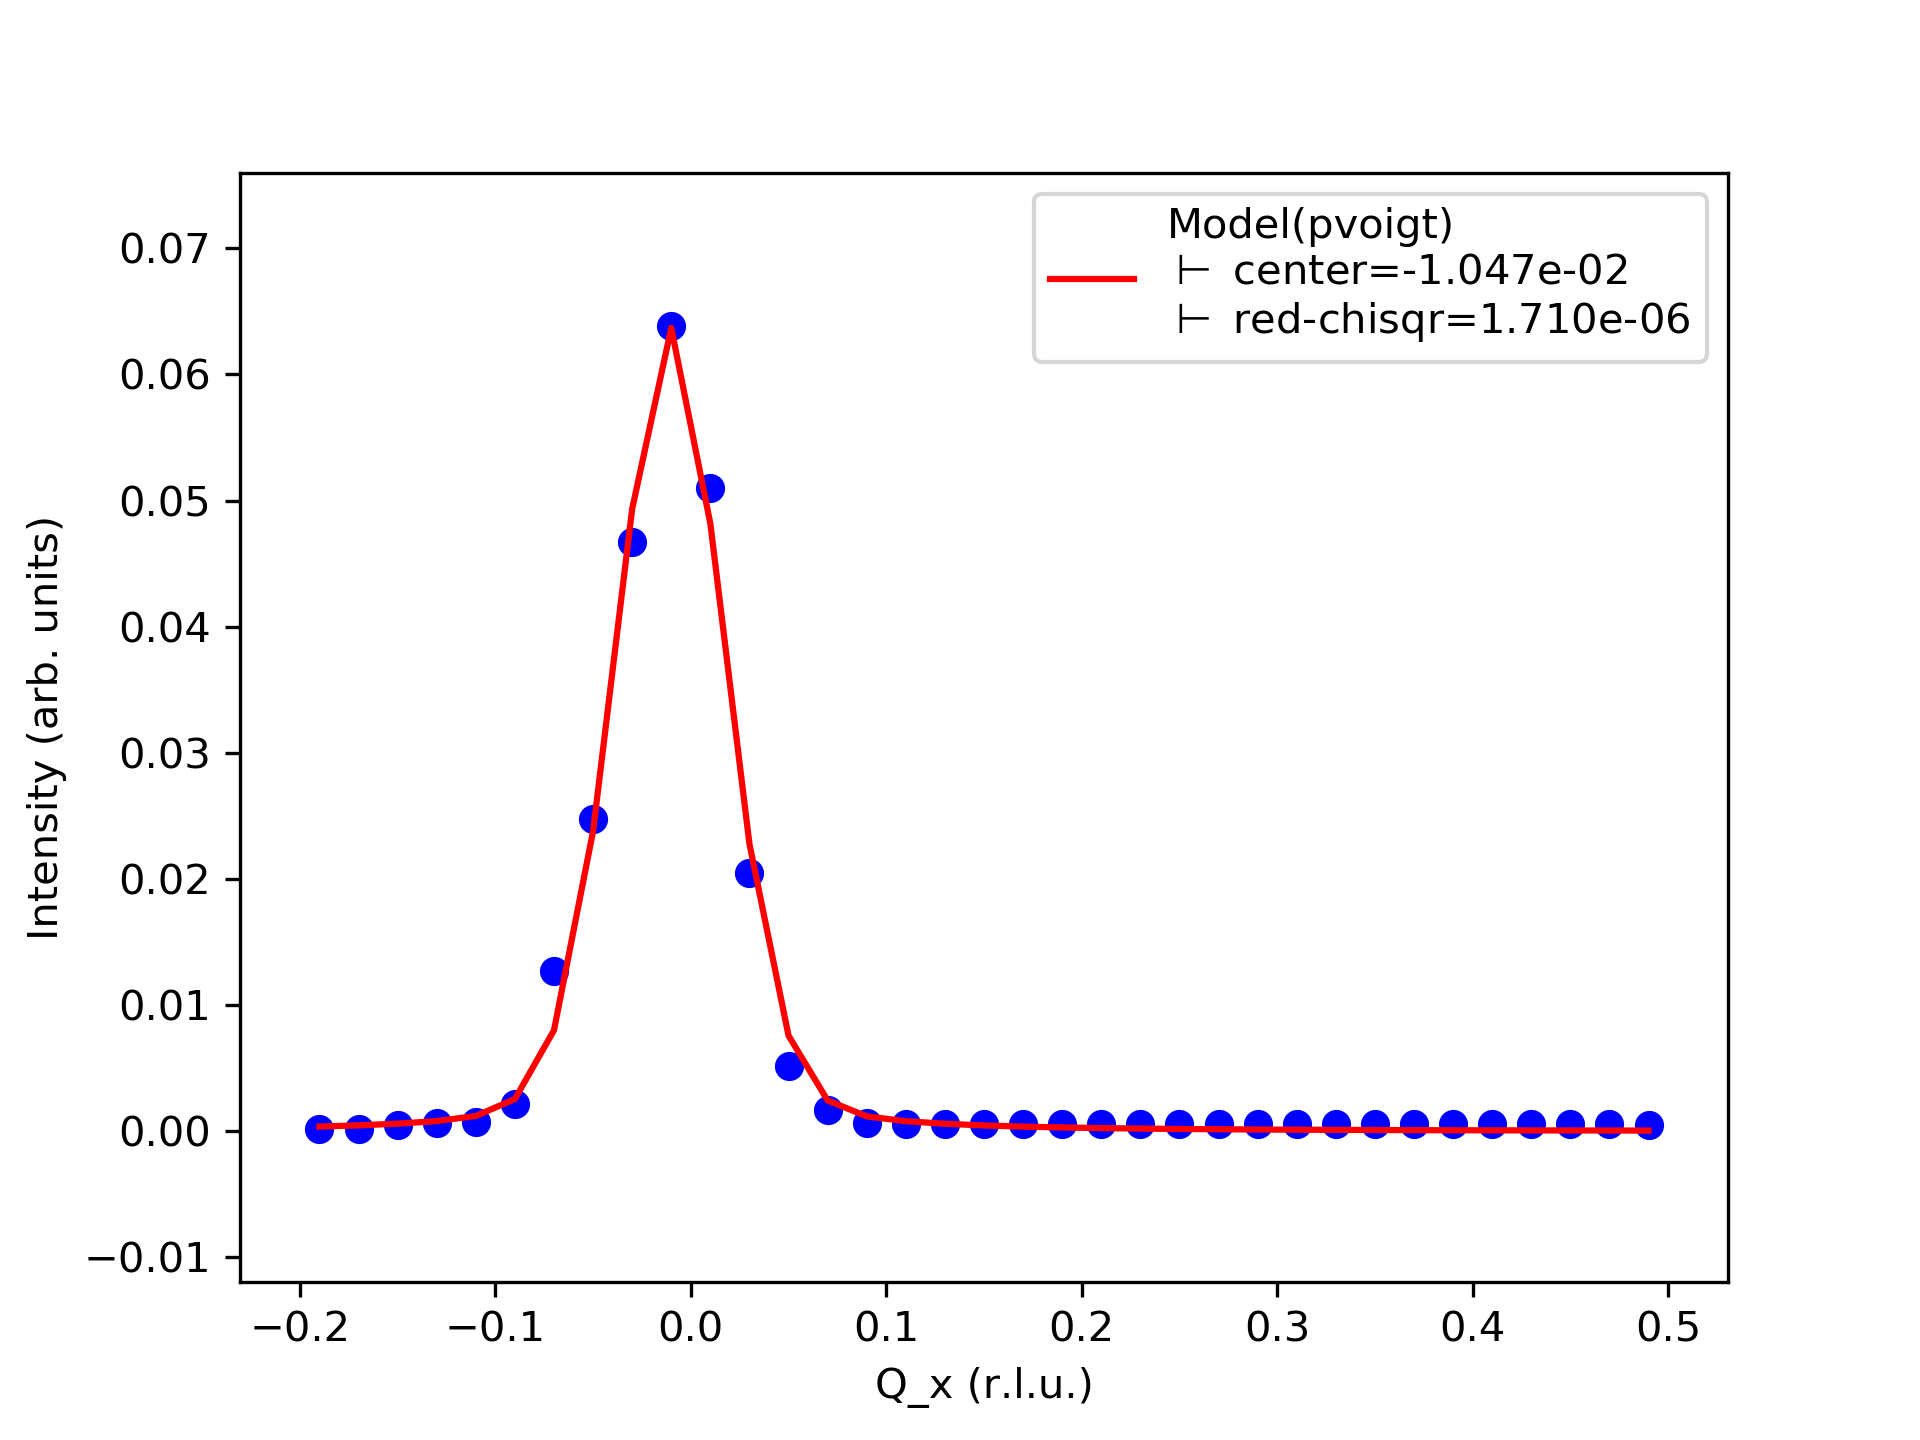 Model(pvoigt)
⊢ center=-1.047e-02
⊢ red-chisqr=1.710e-06
0.07
0.06
0.05
0.04
0.03
0.02
0.01
0.00
−0.01
Intensity (arb. units)
−0.2 −0.1 0.0 0.1 0.2 0.3 0.4 0.5
Q_x (r.l.u.)